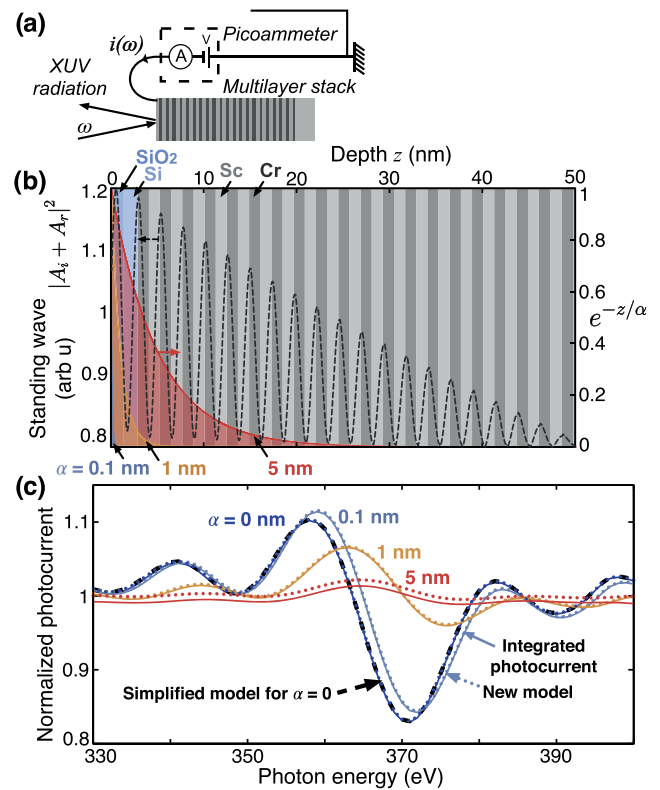 (a)
i(ω)
A
V
Picoammeter
XUV
radiation
Multilayer stack
ω
SiO2
Si
Sc
Cr
Depth z (nm)
(b)
0
10
20
30
40
50
1.2
1.1
1
0.9
0.8
Standing wave |A_i + A_r|^2
(arb u)
1
0.8
0.6
0.4
0.2
0
e^{-z/α}
α = 0.1 nm
1 nm
5 nm
(c)
Normalized photocurrent
1.1
1
0.9
0.8
α = 0 nm
0.1 nm
1 nm
5 nm
Integrated
photocurrent
New model
Simplified model for α = 0
330
350
370
390
Photon energy (eV)